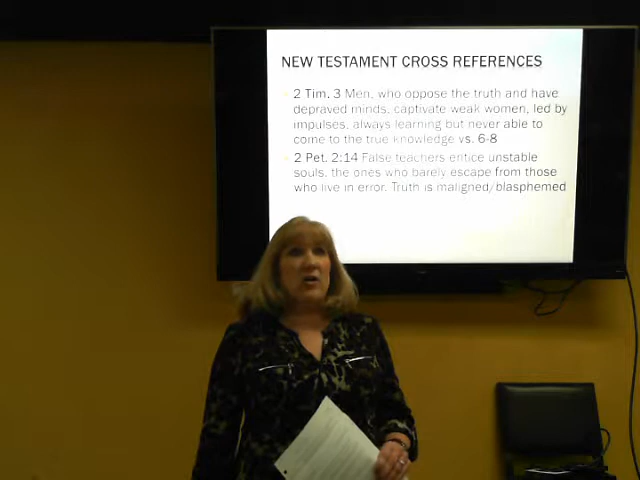 NEW TESTAMENT CROSS REFERENCES
2 Tim. 3 Men, who oppose the truth and have
depraved minds, captivate weak women, led by
impulses, always learning but never able to
come to the true knowledge vs. 6-8
2 Pet. 2:14 False teachers entice unstable
souls, the ones who barely escape from those
who live in error. Truth is maligned/blasphemed